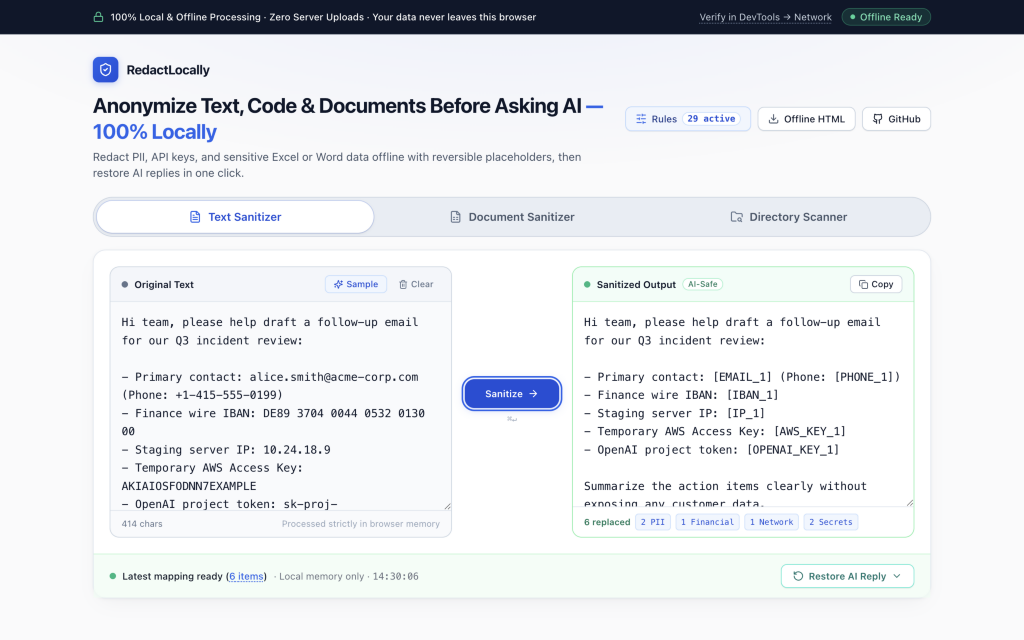 100% Local & Offline Processing · Zero Server Uploads · Your data never leaves this browser
Verify in DevTools → Network
Offline Ready
RedactLocally
Anonymize Text, Code & Documents Before Asking AI —
100% Locally
Redact PII, API keys, and sensitive Excel or Word data offline with reversible placeholders, then
restore AI replies in one click.
Rules 29 active
Offline HTML
GitHub
Text Sanitizer
Document Sanitizer
Directory Scanner
Original Text
Sample
Clear
Hi team, please help draft a follow-up email
for our Q3 incident review:
- Primary contact: alice.smith@acme-corp.com
(Phone: +1-415-555-0199)
- Finance wire IBAN: DE89 3704 0044 0532 0130
00
- Staging server IP: 10.24.18.9
- Temporary AWS Access Key:
AKIAIOSFODNN7EXAMPLE
- OpenAI project token: sk-proj-
414 chars
Processed strictly in browser memory
Sanitize →
⌘↵
Sanitized Output
AI-Safe
Copy
Hi team, please help draft a follow-up email
for our Q3 incident review:
- Primary contact: [EMAIL_1] (Phone: [PHONE_1])
- Finance wire IBAN: [IBAN_1]
- Staging server IP: [IP_1]
- Temporary AWS Access Key: [AWS_KEY_1]
- OpenAI project token: [OPENAI_KEY_1]
Summarize the action items clearly without
exposing any customer data.
6 replaced
2 PII
1 Financial
1 Network
2 Secrets
Latest mapping ready (6 items) · Local memory only · 14:30:06
Restore AI Reply